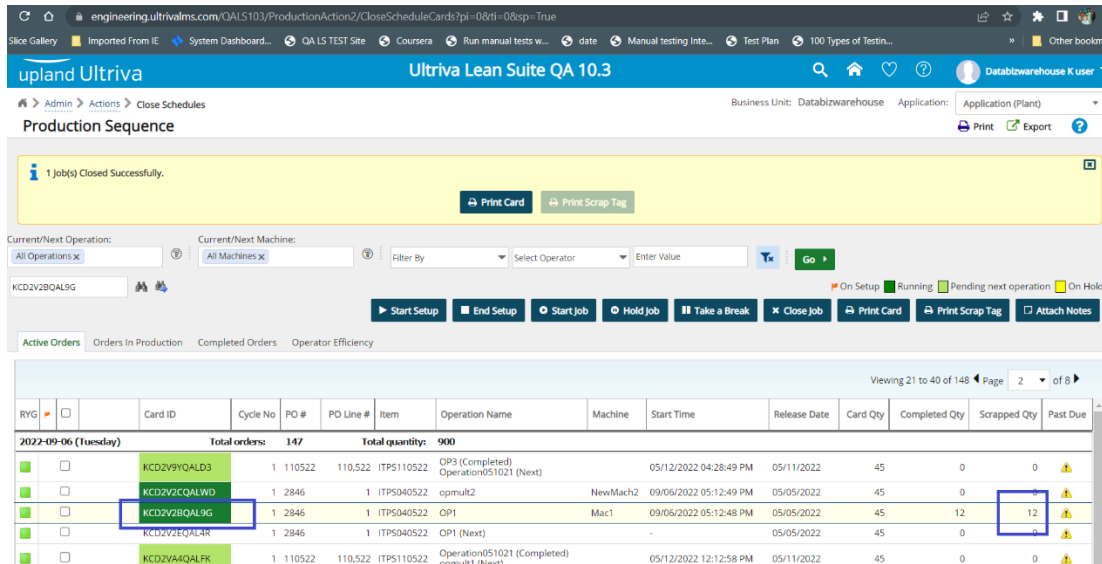 engineering.ultrivalms.com/QALS103/ProductionAction2/CloseScheduleCards?pi=0&rti=0&sp=True
Slice Gallery Imported From IE System Dashboard... QA LS TEST Site Coursera Run manual tests w... date Manual testing Inte... Test Plan 100 Types of Testin... » Other bookm
upland Ultriva Ultriva Lean Suite QA 10.3 Databizwarehouse K user
Admin > Actions > Close Schedules Business Unit: Databizwarehouse Application: Application (Plant)
Production Sequence Print Export ?
1 Job(s) Closed Successfully.
Print Card Print Scrap Tag
Current/Next Operation: Current/Next Machine:
All Operations x All Machines x Filter By Select Operator Enter Value Go
KCD2V2BQAL9G On Setup Running Pending next operation On Hold
Start Setup End Setup Start Job Hold Job Take a Break Close Job Print Card Print Scrap Tag Attach Notes
Active Orders Orders In Production Completed Orders Operator Efficiency
Viewing 21 to 40 of 148 Page 2 of 8
RYG Card ID Cycle No PO # PO Line # Item Operation Name Machine Start Time Release Date Card Qty Completed Qty Scrapped Qty Past Due
2022-09-06 (Tuesday) Total orders: 147 Total quantity: 900
KCD2V9YQALD3 1 110522 110,522 ITPS110522 OP3 (Completed) 05/12/2022 04:28:49 PM 05/11/2022 45 0 0
Operation051021 (Next)
KCD2V2CQALWD 1 2846 1 ITPS040522 opmult2 NewMach2 09/06/2022 05:12:49 PM 05/05/2022 45 0 0
KCD2V2BQAL9G 1 2846 1 ITPS040522 OP1 Mac1 09/06/2022 05:12:48 PM 05/05/2022 45 12 12
KCD2V2EQAL4R 1 2846 1 ITPS040522 OP1 (Next) - 05/05/2022 45 0 0
KCD2VA4QALFK 1 110522 110,522 ITPS110522 Operation051021 (Completed) 05/12/2022 12:12:58 PM 05/11/2022 45 0 0
opmult1 (Next)